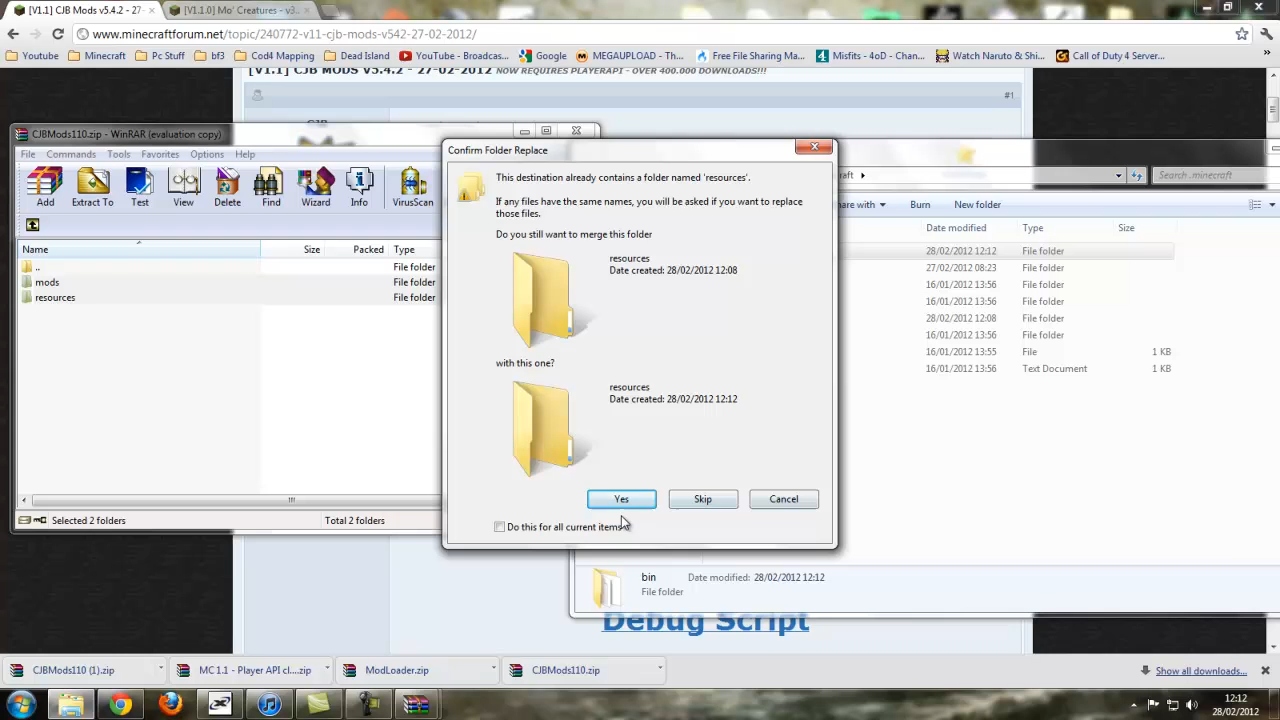 [V1.1] CJB Mods v5.4.2 - 27-0
[V1.1.0] Mo' Creatures - v3...
www.minecraftforum.net/topic/240772-v11-cjb-mods-v542-27-02-2012/
Youtube
Minecraft
Pc Stuff
bf3
Cod4 Mapping
Dead Island
YouTube - Broadcas...
Google
MEGAUPLOAD - Th...
Free File Sharing Ma...
Misfits - 4oD - Chan...
Watch Naruto & Shi...
Call of Duty 4 Serv...
»
[V1.1] CJB MODS V5.4.2 - 27-02-2012 NOW REQUIRES PLAYERAPI - OVER 400.000 DOWNLOADS!!!
#1
CJB
CJBMods110.zip - WinRAR (evaluation copy)
File Commands Tools Favorites Options Help
Add Extract To Test View Delete Find Wizard Info VirusScan
Name Size Packed Type
.. File folder
mods File folder
resources File folder
Selected 2 folders Total 2 folders
Confirm Folder Replace
This destination already contains a folder named 'resources'.
If any files have the same names, you will be asked if you want to replace
those files.
Do you still want to merge this folder
resources
Date created: 28/02/2012 12:08
with this one?
resources
Date created: 28/02/2012 12:12
Yes Skip Cancel
Do this for all current items
raft
Search .minecraft
are with Burn New folder
Date modified Type Size
28/02/2012 12:12 File folder
27/02/2012 08:23 File folder
16/01/2012 13:56 File folder
16/01/2012 13:56 File folder
28/02/2012 12:08 File folder
16/01/2012 13:56 File folder
16/01/2012 13:55 File 1 KB
16/01/2012 13:56 Text Document 1 KB
bin Date modified: 28/02/2012 12:12
File folder
Debug Script
CJBMods110 (1).zip
MC 1.1 - Player API cl....zip
ModLoader.zip
CJBMods110.zip
Show all downloads...
12:12
28/02/2012